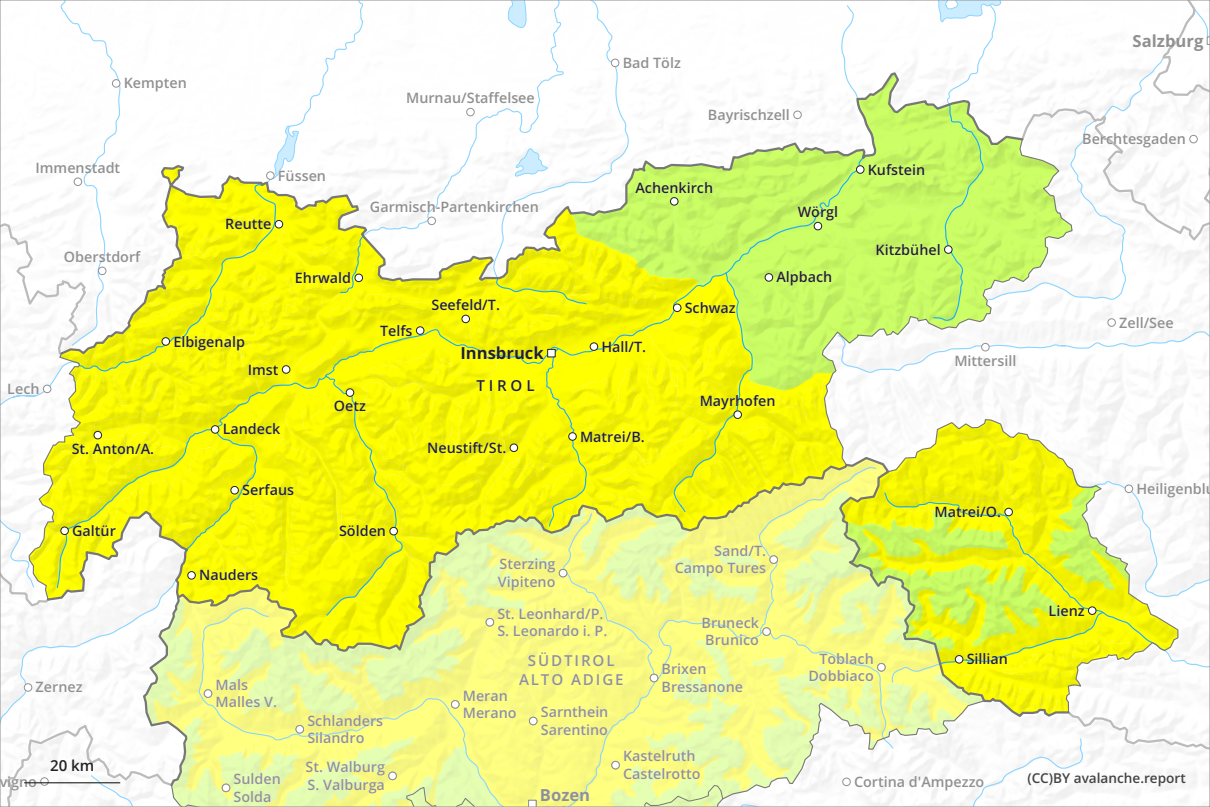 Salzburg
Bad Tölz
Kempten
Murnau/Staffelsee
Bayrischzell
Berchtesgaden
Immenstadt
Füssen
Kufstein
Achenkirch
Garmisch-Partenkirchen
Wörgl
Reutte
Kitzbühel
Oberstdorf
Ehrwald
Alpbach
Seefeld/T.
Schwaz
Zell/See
Telfs
Elbigenalp
Hall/T.
Innsbruck
Mittersill
Imst
TIROL
Lech
Oetz
Mayrhofen
Landeck
Matrei/B.
St. Anton/A.
Neustift/St.
Serfaus
Heiligenblu
Matrei/O.
Galtür
Sölden
Sand/T.
Campo Tures
Sterzing
Vipiteno
Nauders
Lienz
St. Leonhard/P.
S. Leonardo i. P.
Bruneck
Brunico
Sillian
SÜDTIROL
ALTO ADIGE
Toblach
Dobbiaco
Brixen
Bressanone
Zernez
Mals
Malles V.
Meran
Merano
Sarnthein
Sarentino
Schlanders
Silandro
Kastelruth
Castelrotto
20 km
St. Walburg
S. Valburga
vigno
Sulden
Solda
Cortina d'Ampezzo
(CC)BY avalanche.report
Bozen